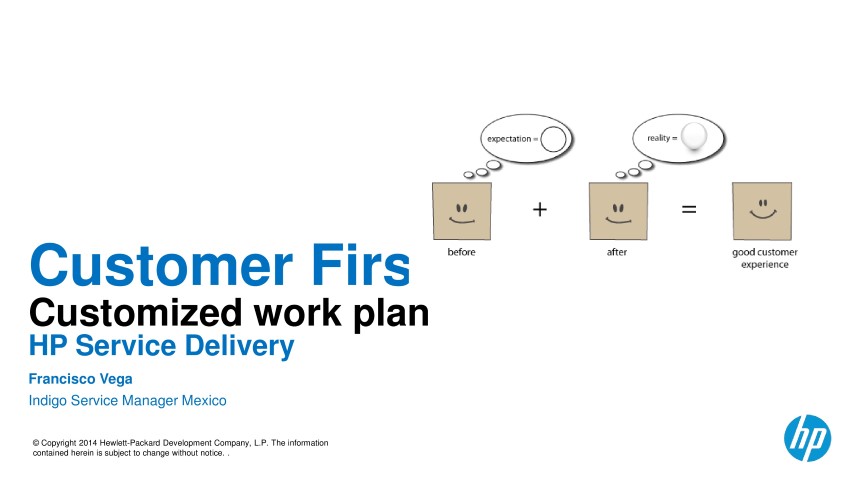 expectation =
reality =
+
=
before
after
good customer
experience
Customer Firs
Customized work plan
HP Service Delivery
Francisco Vega
Indigo Service Manager Mexico
© Copyright 2014 Hewlett-Packard Development Company, L.P. The information
contained herein is subject to change without notice. .
hp